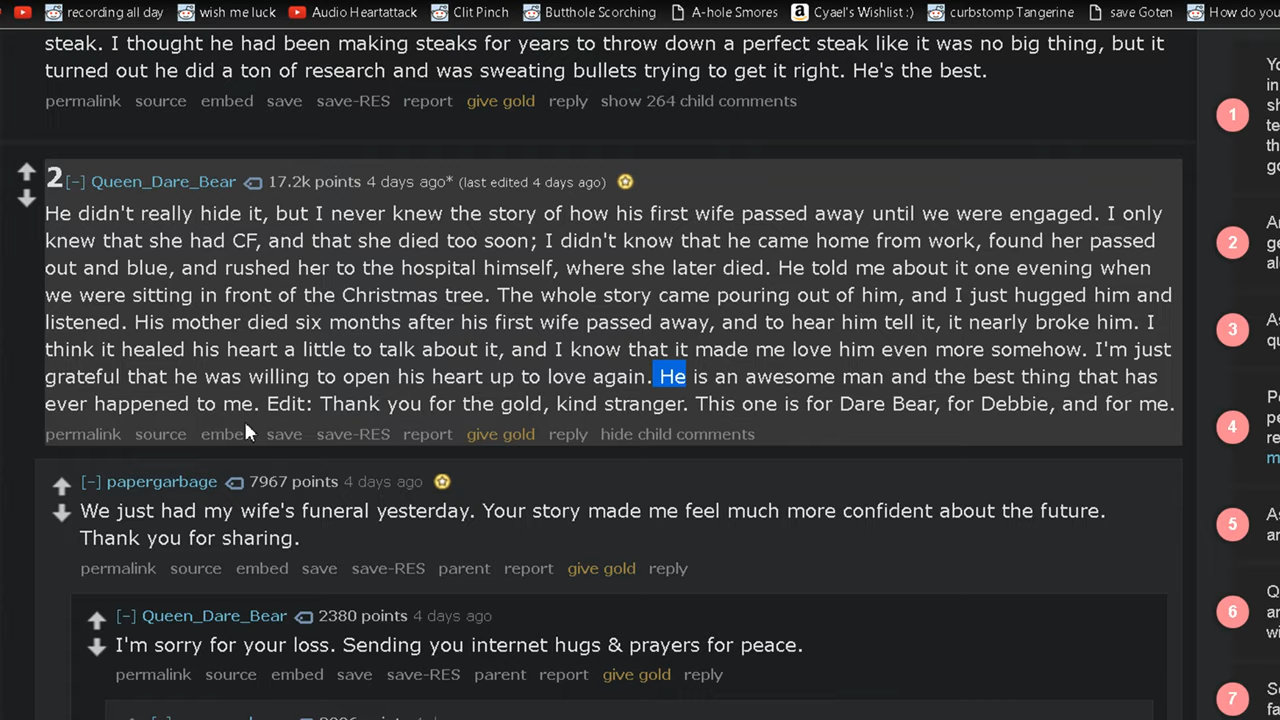 recording all day wish me luck Audio Heartattack Clit Pinch Butthole Scorching A-hole Smores Cyael's Wishlist :) curbstomp Tangerine save Goten How do you
steak. I thought he had been making steaks for years to throw down a perfect steak like it was no big thing, but it
turned out he did a ton of research and was sweating bullets trying to get it right. He's the best.
permalink source embed save save-RES report give gold reply show 264 child comments
2 [-] Queen_Dare_Bear 17.2k points 4 days ago* (last edited 4 days ago)
He didn't really hide it, but I never knew the story of how his first wife passed away until we were engaged. I only
knew that she had CF, and that she died too soon; I didn't know that he came home from work, found her passed
out and blue, and rushed her to the hospital himself, where she later died. He told me about it one evening when
we were sitting in front of the Christmas tree. The whole story came pouring out of him, and I just hugged him and
listened. His mother died six months after his first wife passed away, and to hear him tell it, it nearly broke him. I
think it healed his heart a little to talk about it, and I know that it made me love him even more somehow. I'm just
grateful that he was willing to open his heart up to love again. He is an awesome man and the best thing that has
ever happened to me. Edit: Thank you for the gold, kind stranger. This one is for Dare Bear, for Debbie, and for me.
permalink source embe save save-RES report give gold reply hide child comments
[-] papergarbage 7967 points 4 days ago
We just had my wife's funeral yesterday. Your story made me feel much more confident about the future.
Thank you for sharing.
permalink source embed save save-RES parent report give gold reply
[-] Queen_Dare_Bear 2380 points 4 days ago
I'm sorry for your loss. Sending you internet hugs & prayers for peace.
permalink source embed save save-RES parent report give gold reply
1
2
3
4
5
6
7